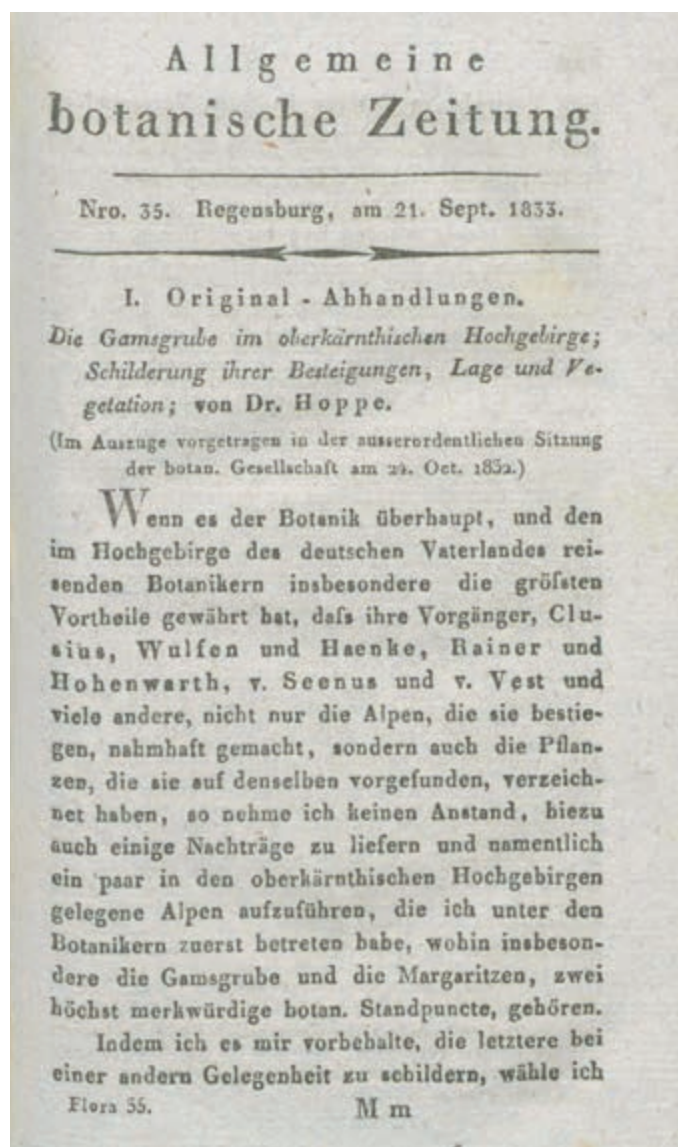 Allgemeine
botanische Zeitung.
Nro. 35. Regensburg, am 21. Sept. 1833.
I. Original - Abhandlungen.
Die Gamsgrube im oberkärnthischen Hochgebirge;
Schilderung ihrer Besteigungen, Lage und Ve-
getation; von Dr. Hoppe.
(Im Auszuge vorgetragen in der ausserordentlichen Sitzung
der botan. Gesellschaft am 24. Oct. 1832.)
Wenn es der Botanik überhaupt, und den
im Hochgebirge des deutschen Vaterlandes rei-
senden Botanikern insbesondere die gröfsten
Vortheile gewährt hat, dafs ihre Vorgänger, Clu-
sius, Wulfen und Haenke, Rainer und
Hohenwarth, v. Seenus und v. Vest und
viele andere, nicht nur die Alpen, die sie bestie-
gen, nahmhaft gemacht, sondern auch die Pflan-
zen, die sie auf denselben vorgefunden, verzeich-
net haben, so nehme ich keinen Anstand, hiezu
auch einige Nachträge zu liefern und namentlich
ein paar in den oberkärnthischen Hochgebirgen
gelegene Alpen aufzuführen, die ich unter den
Botanikern zuerst betreten habe, wohin insbeson-
dere die Gamsgrube und die Margaritzen, zwei
höchst merkwürdige botan. Standpuncte, gehören.
Indem ich es mir vorbehalte, die letztere bei
einer andern Gelegenheit zu schildern, wähle ich
Flora 35.
M m